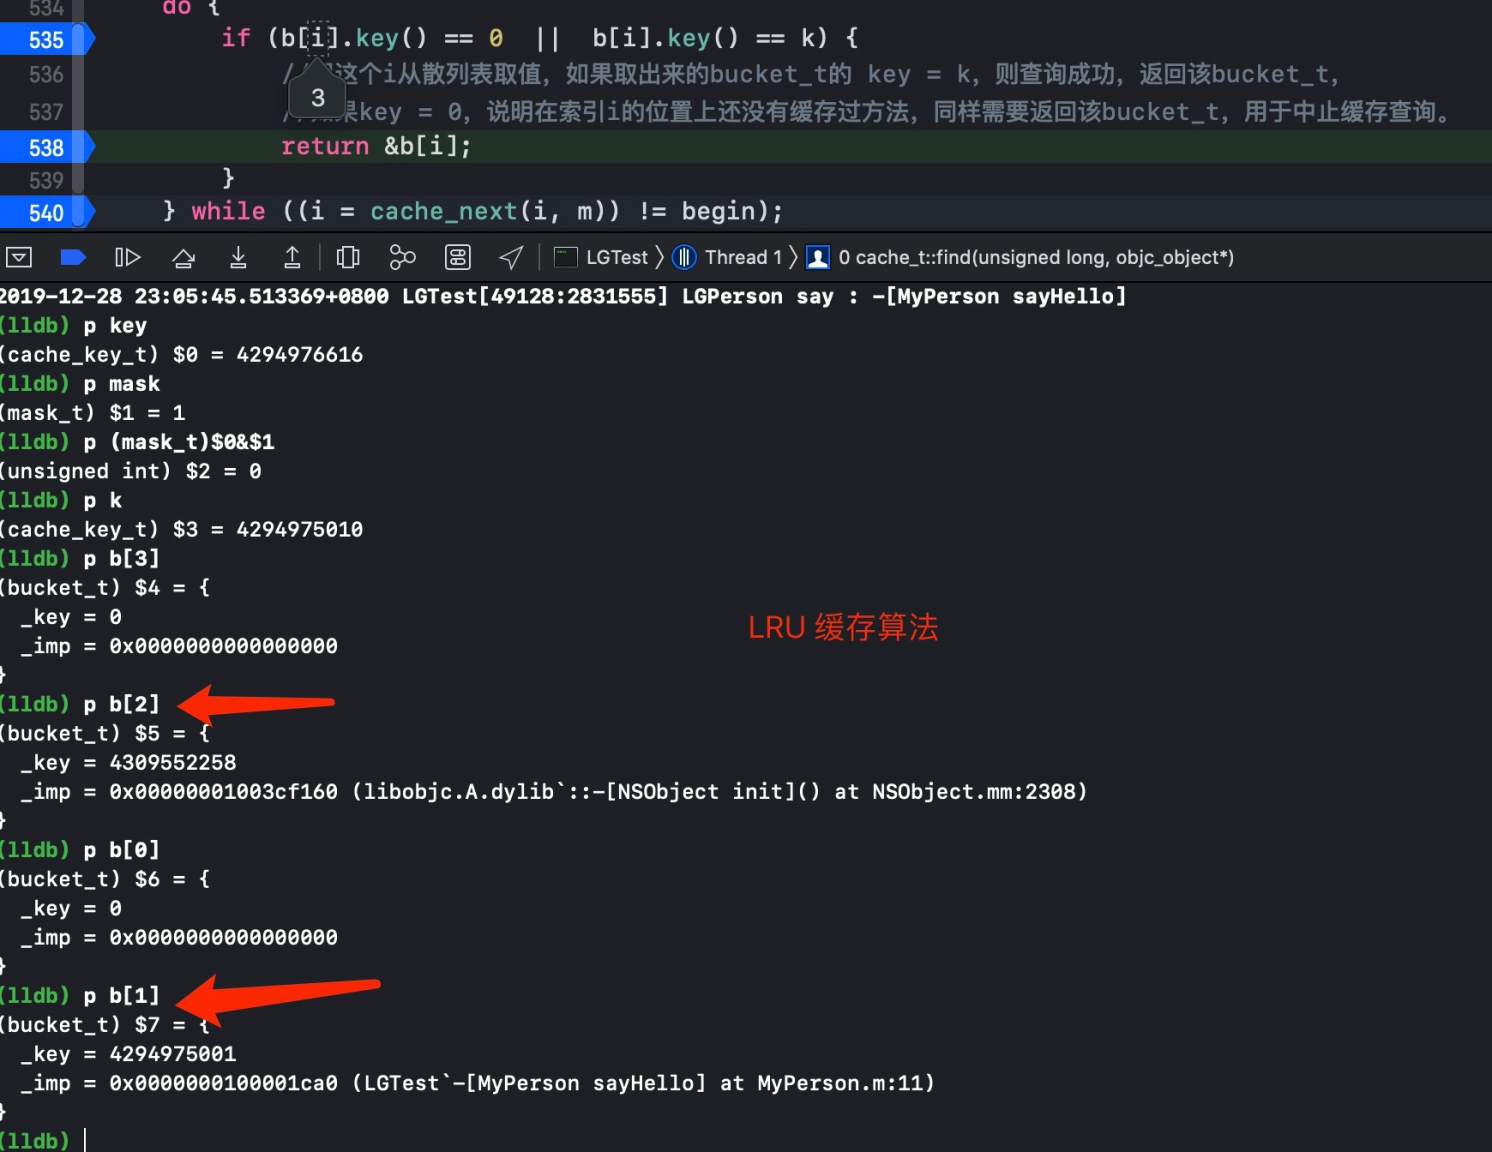 534 do {
535 if (b[i].key() == 0 || b[i].key() == k) {
536 这个i从散列表取值，如果取出来的bucket_t的 key = k，则查询成功，返回该bucket_t，
3
537 果key = 0，说明在索引i的位置上还没有缓存过方法，同样需要返回该bucket_t，用于中止缓存查询。
538 return &b[i];
539 }
540 } while ((i = cache_next(i, m)) != begin);
LGTest 〉 Thread 1 〉 0 cache_t::find(unsigned long, objc_object*)
2019-12-28 23:05:45.513369+0800 LGTest[49128:2831555] LGPerson say : -[MyPerson sayHello]
(lldb) p key
(cache_key_t) $0 = 4294976616
(lldb) p mask
(mask_t) $1 = 1
(lldb) p (mask_t)$0&$1
(unsigned int) $2 = 0
(lldb) p k
(cache_key_t) $3 = 4294975010
(lldb) p b[3]
(bucket_t) $4 = {
_key = 0
_imp = 0x0000000000000000
}
LRU 缓存算法
(lldb) p b[2]
(bucket_t) $5 = {
_key = 4309552258
_imp = 0x00000001003cf160 (libobjc.A.dylib`::-[NSObject init]() at NSObject.mm:2308)
}
(lldb) p b[0]
(bucket_t) $6 = {
_key = 0
_imp = 0x0000000000000000
}
(lldb) p b[1]
(bucket_t) $7 = {
_key = 4294975001
_imp = 0x0000000100001ca0 (LGTest`-[MyPerson sayHello] at MyPerson.m:11)
}
(lldb)